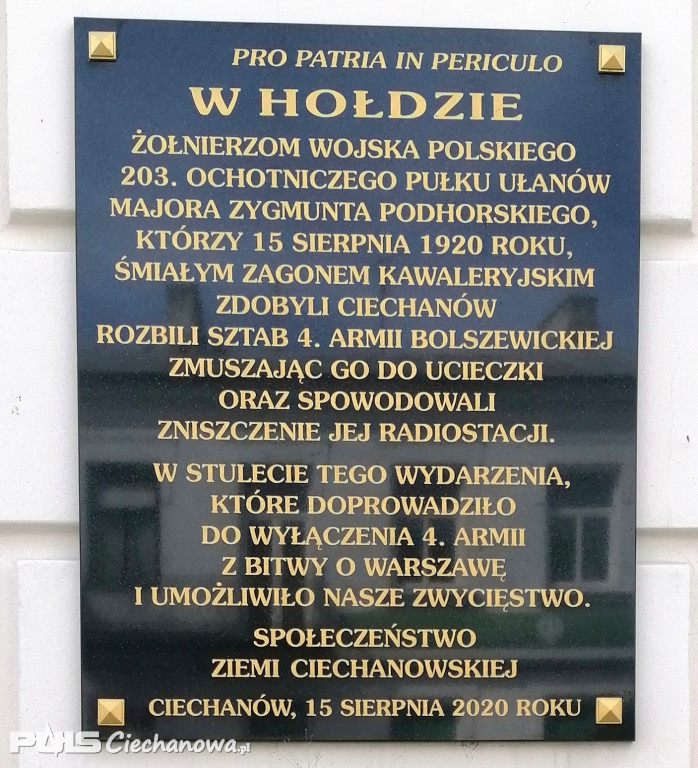 PRO PATRIA IN PERICULO
W HOŁDZIE
ŻOŁNIERZOM WOJSKA POLSKIEGO
203. OCHOTNICZEGO PUŁKU UŁANÓW
MAJORA ZYGMUNTA PODHORSKIEGO,
KTÓRZY 15 SIERPNIA 1920 ROKU,
ŚMIAŁYM ZAGONEM KAWALERYJSKIM
ZDOBYLI CIECHANÓW
ROZBILI SZTAB 4. ARMII BOLSZEWICKIEJ
ZMUSZAJĄC GO DO UCIECZKI
ORAZ SPOWODOWALI
ZNISZCZENIE JEJ RADIOSTACJI.
W STULECIE TEGO WYDARZENIA,
KTÓRE DOPROWADZIŁO
DO WYŁĄCZENIA 4. ARMII
Z BITWY O WARSZAWĘ
I UMOŻLIWIŁO NASZE ZWYCIĘSTWO.
SPOŁECZEŃSTWO
ZIEMI CIECHANOWSKIEJ
CIECHANÓW, 15 SIERPNIA 2020 ROKU
PULS Ciechanowa.pl